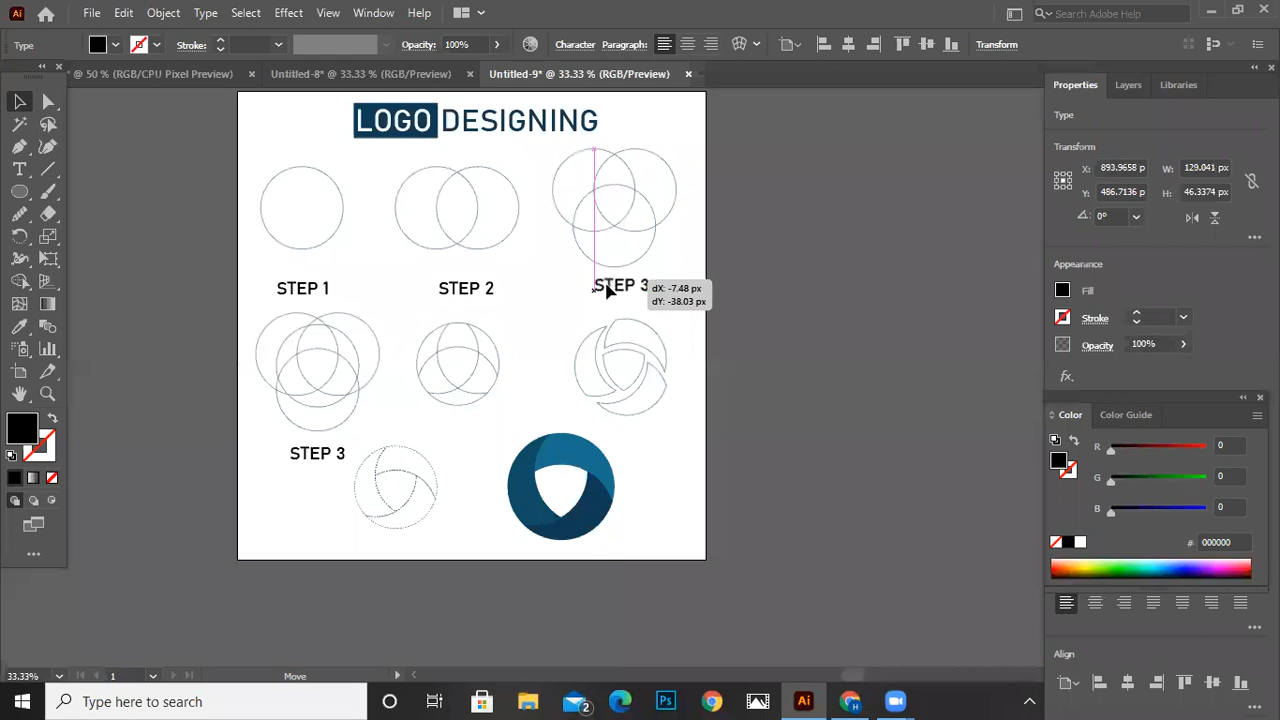 Ai File Edit Object Type Select Effect View Window Help Search Adobe Help
Type Stroke: Opacity: 100% Character Paragraph: Transform
@ 50 % (RGB/CPU Pixel Preview) × Untitled-8* @ 33.33 % (RGB/Preview) × Untitled-9* @ 33.33 % (RGB/Preview) ×
Properties Layers Libraries
Type
Transform
X: 893.9658 p W: 129.041 px
Y: 486.7136 p H: 46.3374 px
0°
Appearance
Fill
Stroke
Opacity 100%
fx.
Color Color Guide
R 0
G 0
B 0
# 000000
Align
LOGO DESIGNING
STEP 1
STEP 2
STEP 3
dX: -7.48 px
dY: -38.03 px
STEP 3
33.33% 1 Move
Type here to search
2
Ps
Ai
H